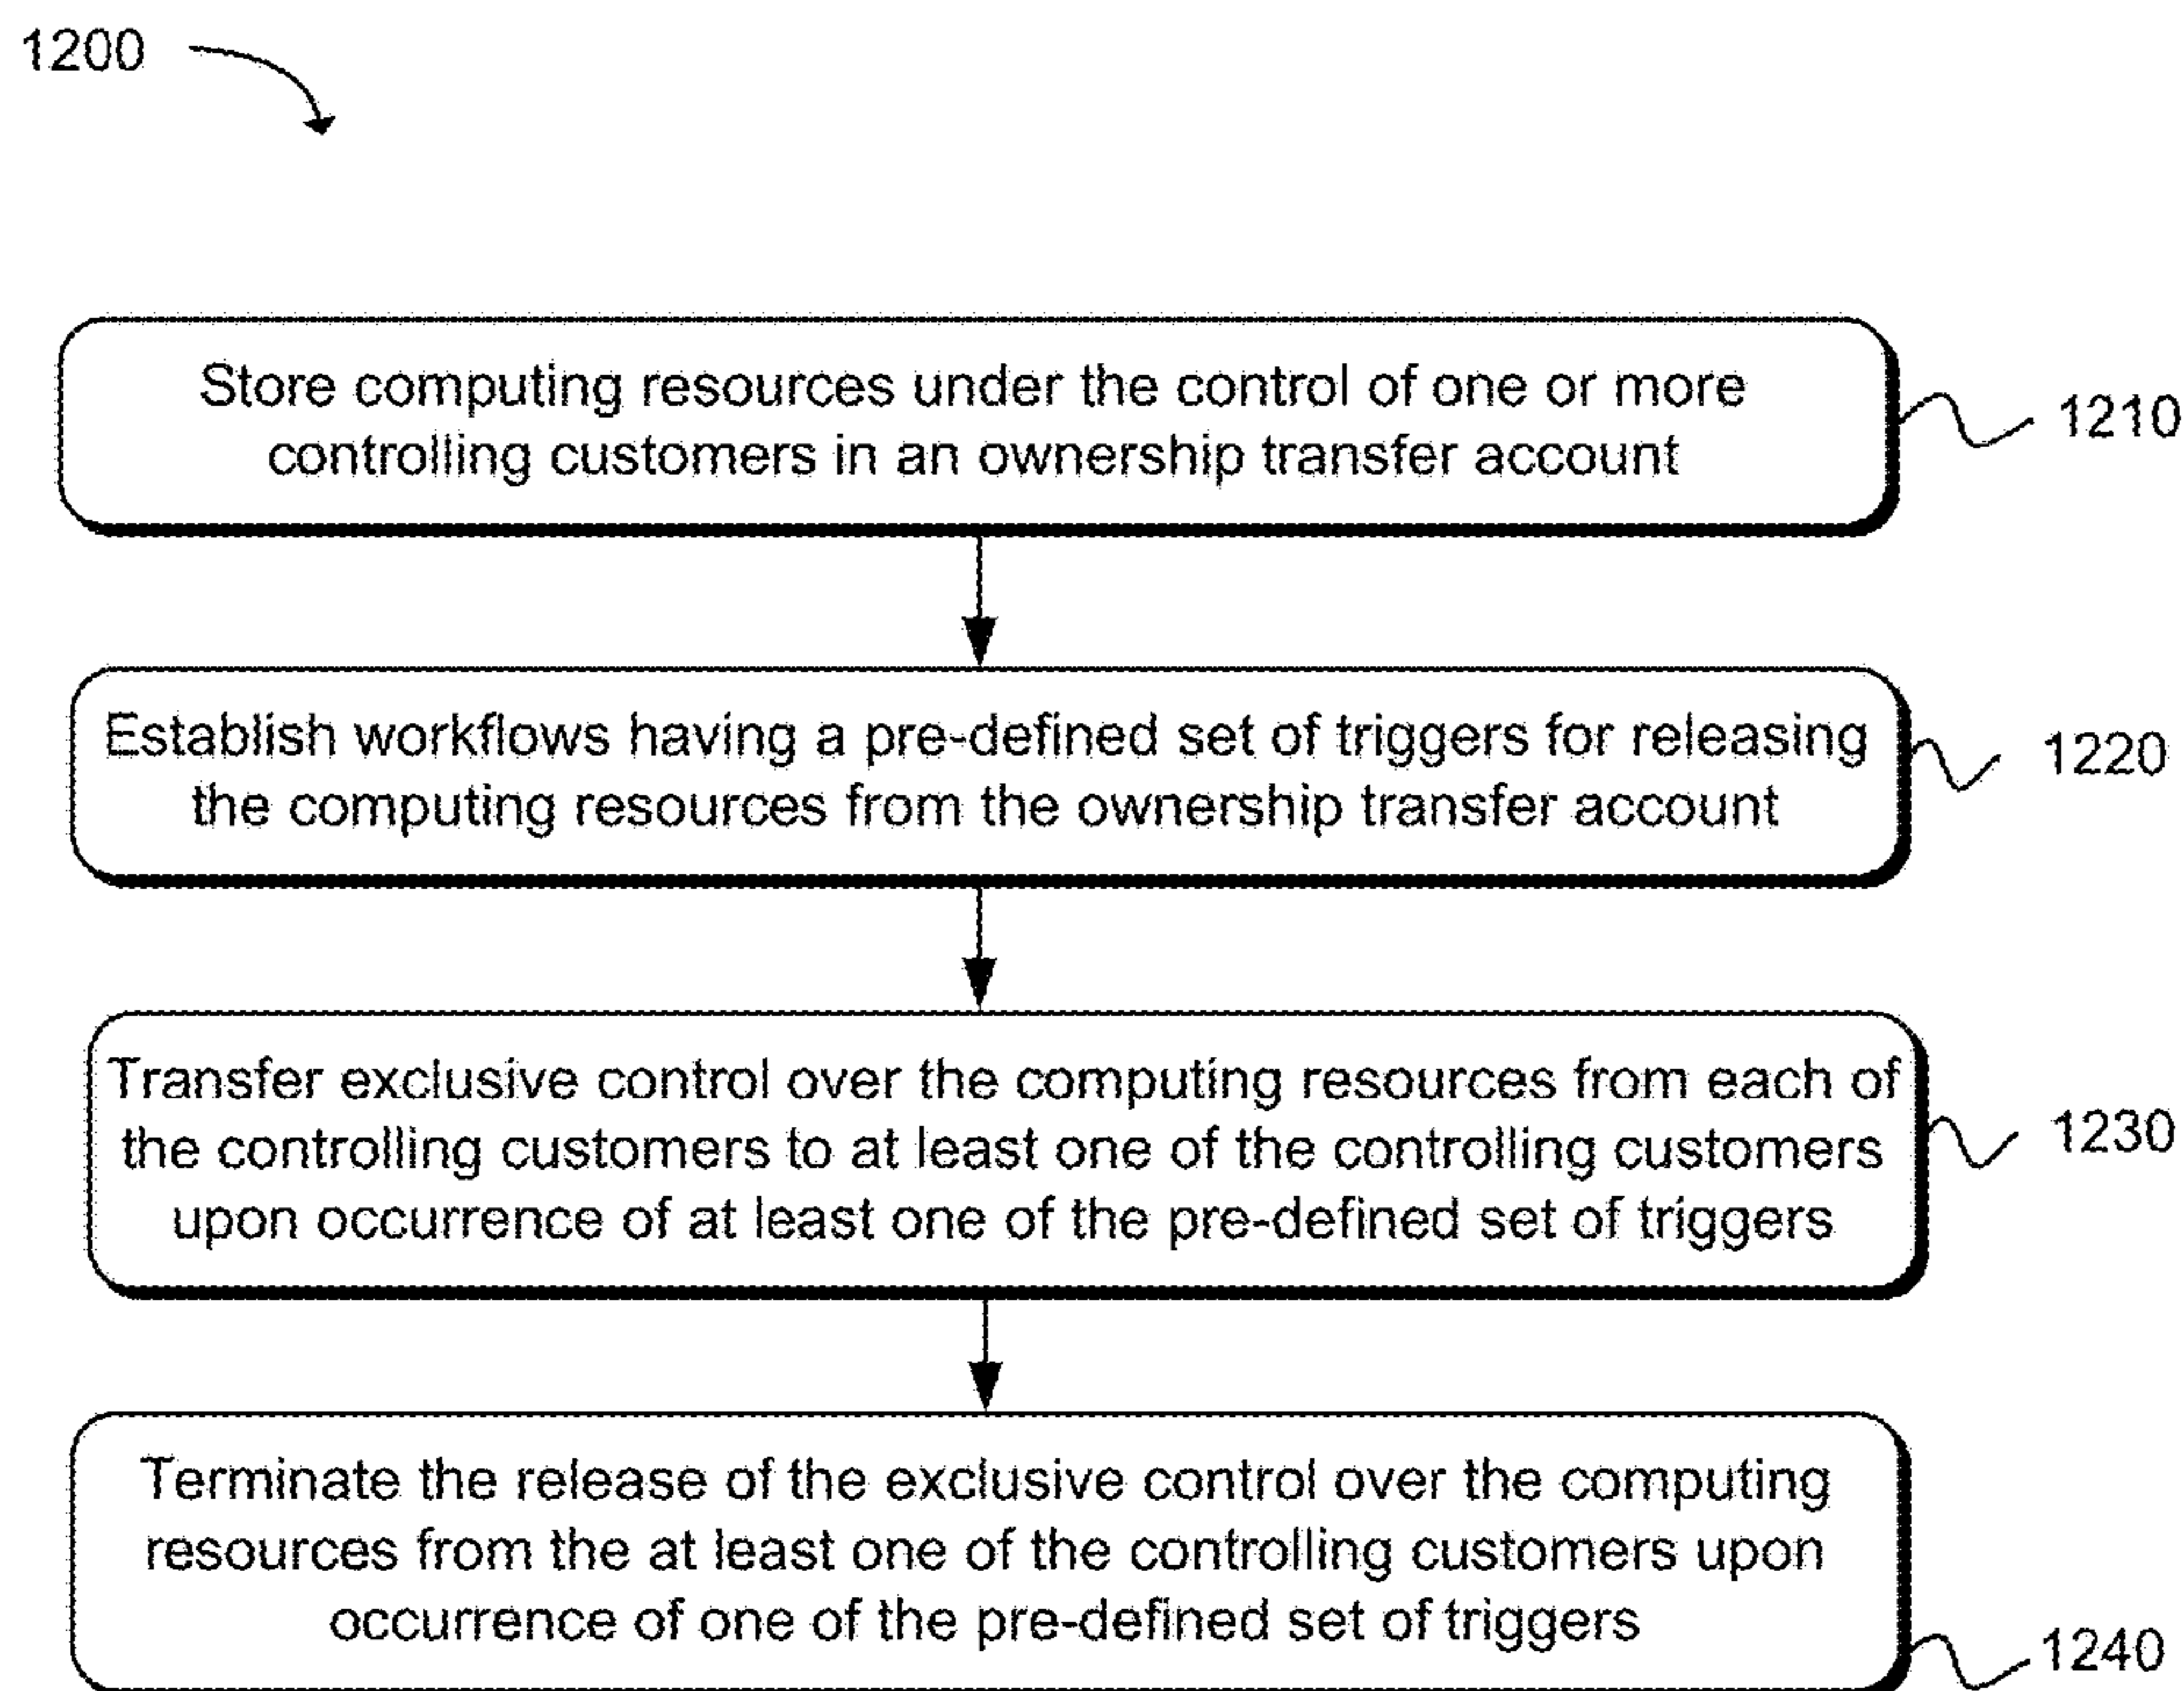 1200
Store computing resources under the control of one or more
controlling customers in an ownership transfer account
1210
Establish workflows having a pre-defined set of triggers for releasing
the computing resources from the ownership transfer account
1220
Transfer exclusive control over the computing resources from each of
the controlling customers to at least one of the controlling customers
upon occurrence of at least one of the pre-defined set of triggers
1230
Terminate the release of the exclusive control over the computing
resources from the at least one of the controlling customers upon
occurrence of one of the pre-defined set of triggers
1240